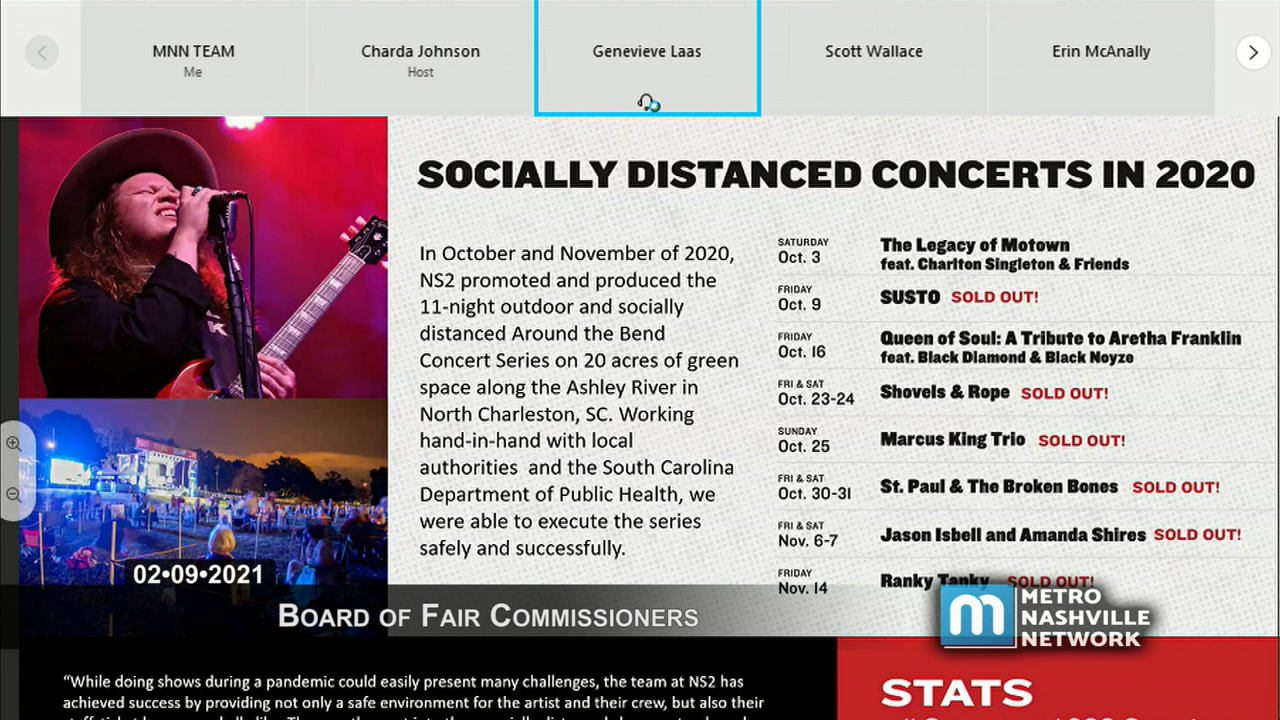 MNN TEAM
Me
Charda Johnson
Host
Genevieve Laas
Scott Wallace
Erin McAnally
SOCIALLY DISTANCED CONCERTS IN 2020
In October and November of 2020,
NS2 promoted and produced the
11-night outdoor and socially
distanced Around the Bend
Concert Series on 20 acres of green
space along the Ashley River in
North Charleston, SC. Working
hand-in-hand with local
authorities and the South Carolina
Department of Public Health, we
were able to execute the series
safely and successfully.
SATURDAY
Oct. 3
The Legacy of Motown
feat. Charlton Singleton & Friends
FRIDAY
Oct. 9
SUSTO SOLD OUT!
FRIDAY
Oct. 16
Queen of Soul: A Tribute to Aretha Franklin
feat. Black Diamond & Black Noyze
FRI & SAT
Oct. 23-24
Shovels & Rope SOLD OUT!
SUNDAY
Oct. 25
Marcus King Trio SOLD OUT!
FRI & SAT
Oct. 30-31
St. Paul & The Broken Bones SOLD OUT!
FRI & SAT
Nov. 6-7
Jason Isbell and Amanda Shires SOLD OUT!
FRIDAY
Nov. 14
Ranky Tanky SOLD OUT!
02•09•2021
BOARD OF FAIR COMMISSIONERS
m
METRO
NASHVILLE
NETWORK
“While doing shows during a pandemic could easily present many challenges, the team at NS2 has
achieved success by providing not only a safe environment for the artist and their crew, but also their
STATS